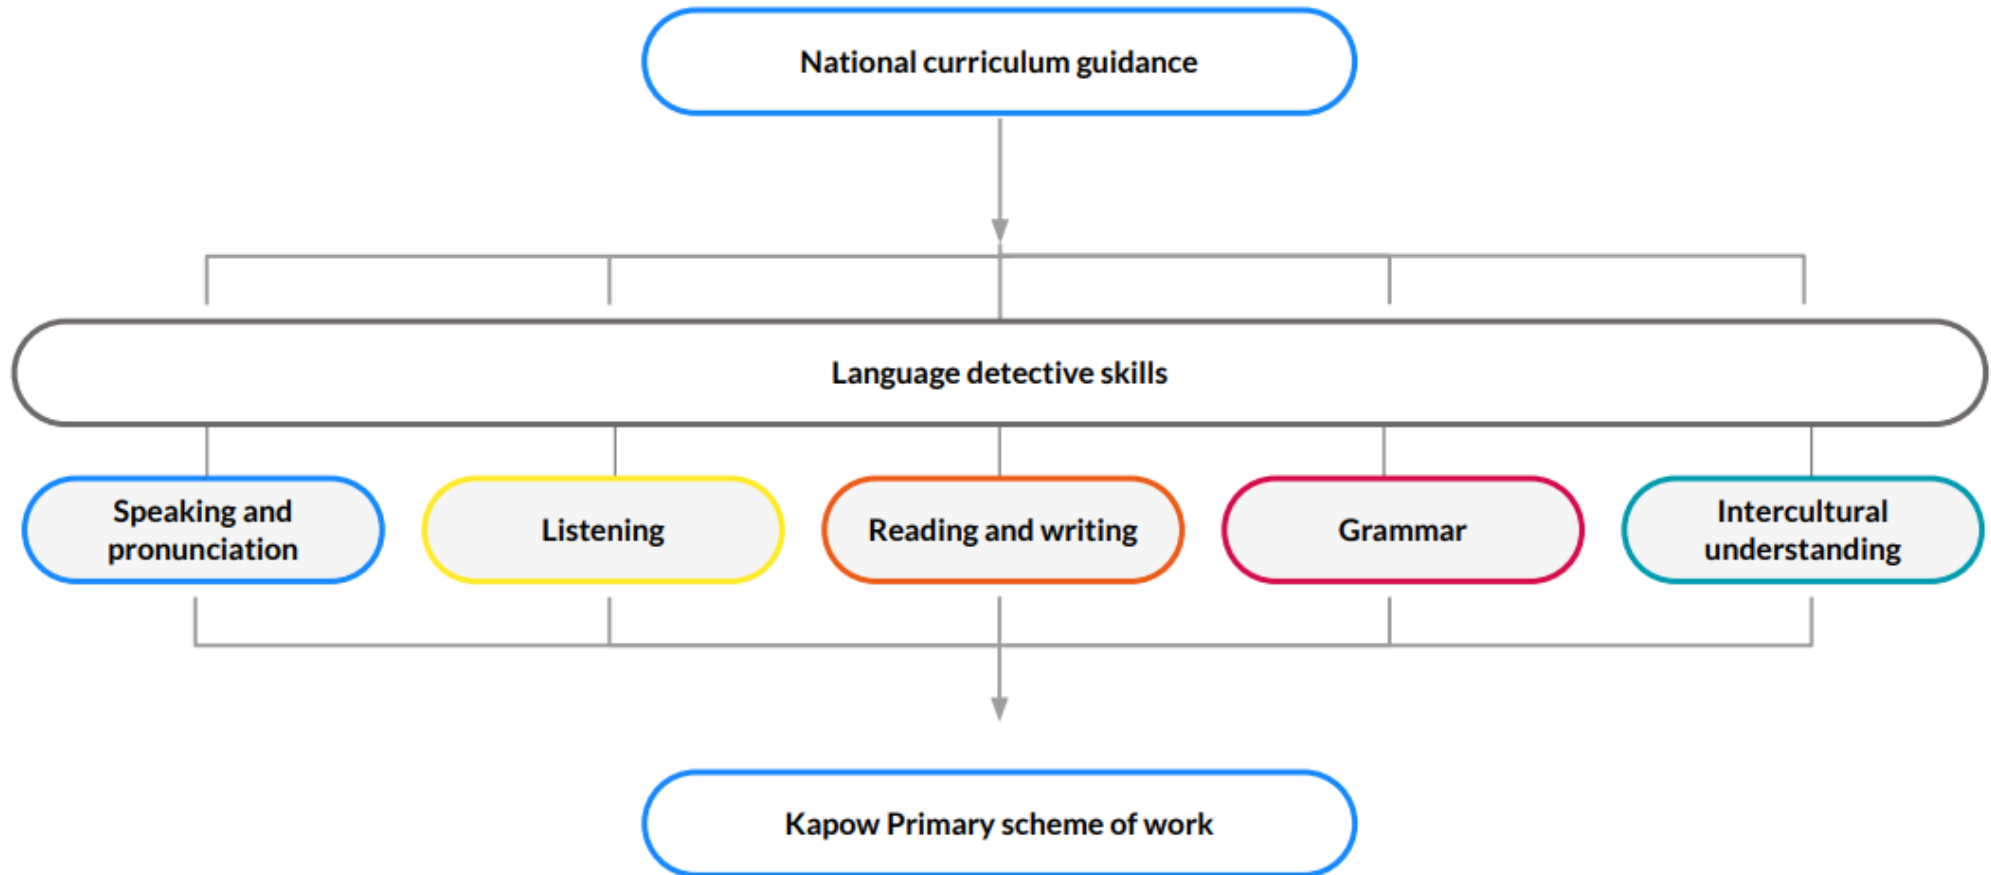 National curriculum guidance
Language detective skills
Speaking and
pronunciation
Listening
Reading and writing
Grammar
Intercultural
understanding
Kapow Primary scheme of work